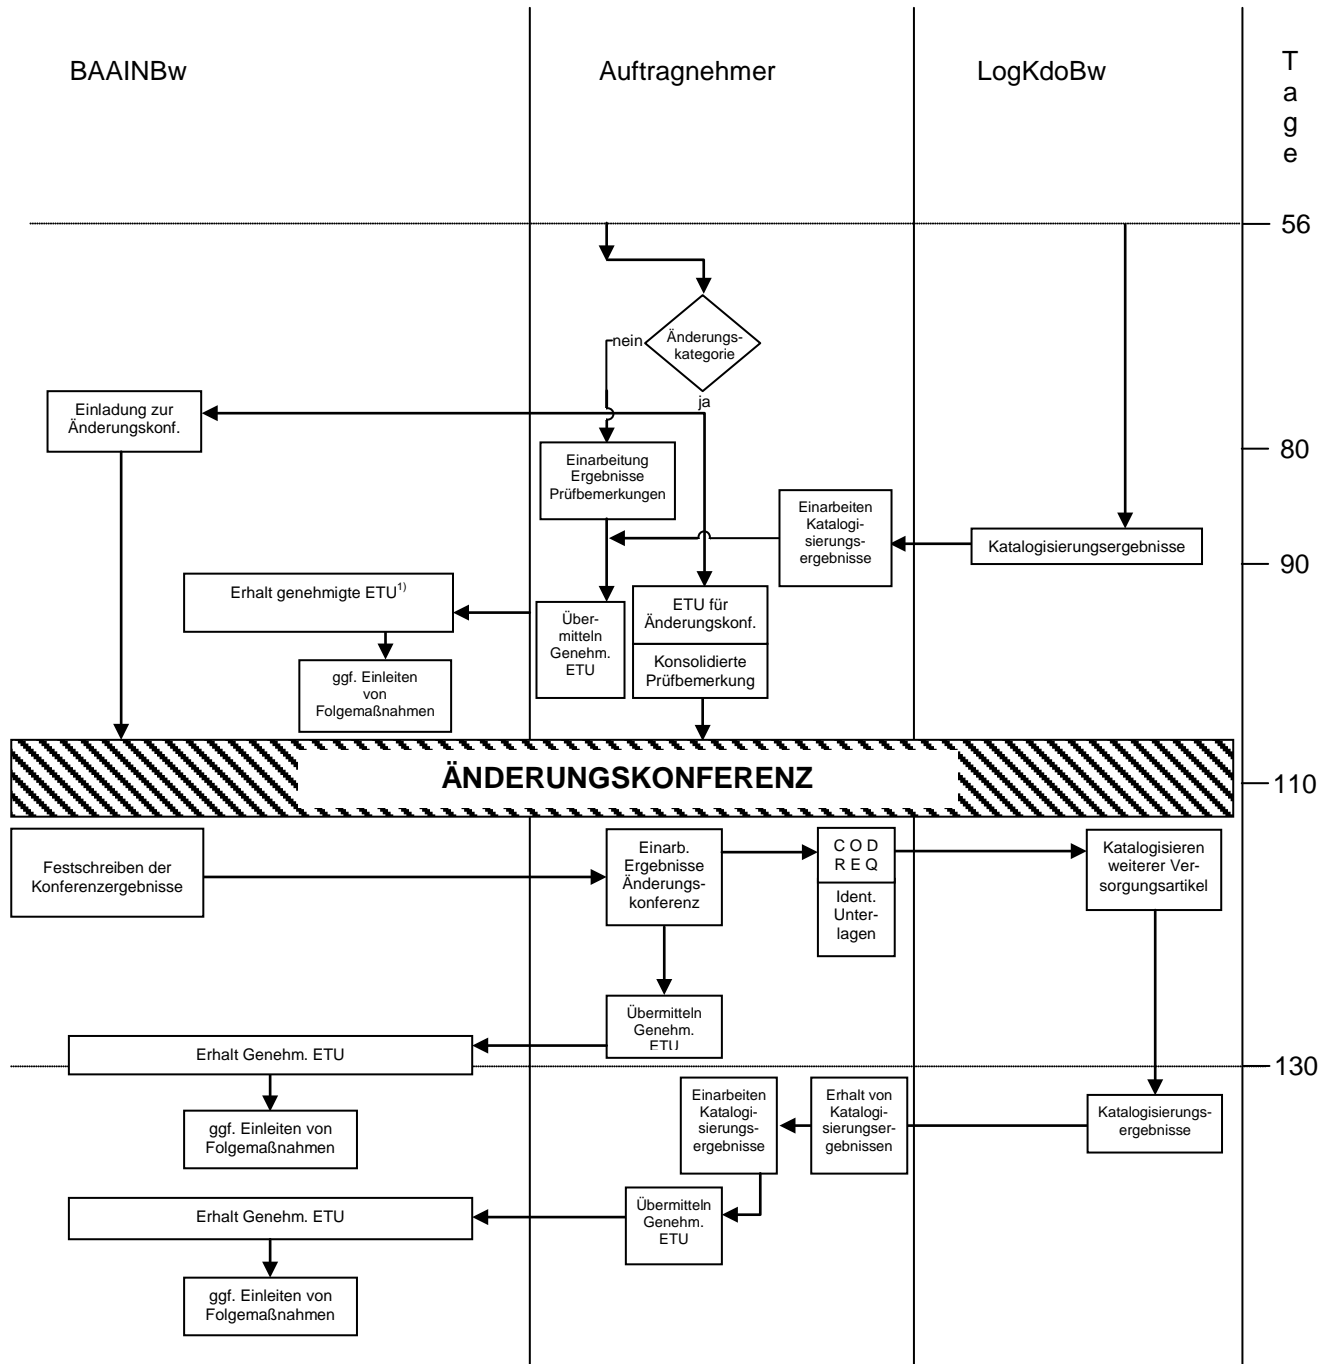 BAAINBw
Auftragnehmer
LogKdoBw
T
a
g
e
56
nein
Änderungs-
kategorie
ja
Einladung zur
Änderungskonf.
80
Einarbeitung
Ergebnisse
Prüfbemerkungen
Einarbeiten
Katalogi-
sierungs-
ergebnisse
Katalogisierungsergebnisse
90
Erhalt genehmigte ETU1)
Über-
mitteln
Genehm.
ETU
ETU für
Änderungskonf.
Konsolidierte
Prüfbemerkung
ggf. Einleiten
von
Folgemaßnahmen
ÄNDERUNGSKONFERENZ
110
Festschreiben der
Konferenzergebnisse
Einarb.
Ergebnisse
Änderungs-
konferenz
C O D
R E Q
Ident.
Unter-
lagen
Katalogisieren
weiterer Ver-
sorgungsartikel
Übermitteln
Genehm.
ETU
Erhalt Genehm. ETU
130
ggf. Einleiten von
Folgemaßnahmen
Einarbeiten
Katalogi-
sierungs-
ergebnisse
Erhalt von
Katalogi-
sierungser-
gebnissen
Katalogisierungs-
ergebnisse
Übermitteln
Genehm.
ETU
Erhalt Genehm. ETU
ggf. Einleiten von
Folgemaßnahmen